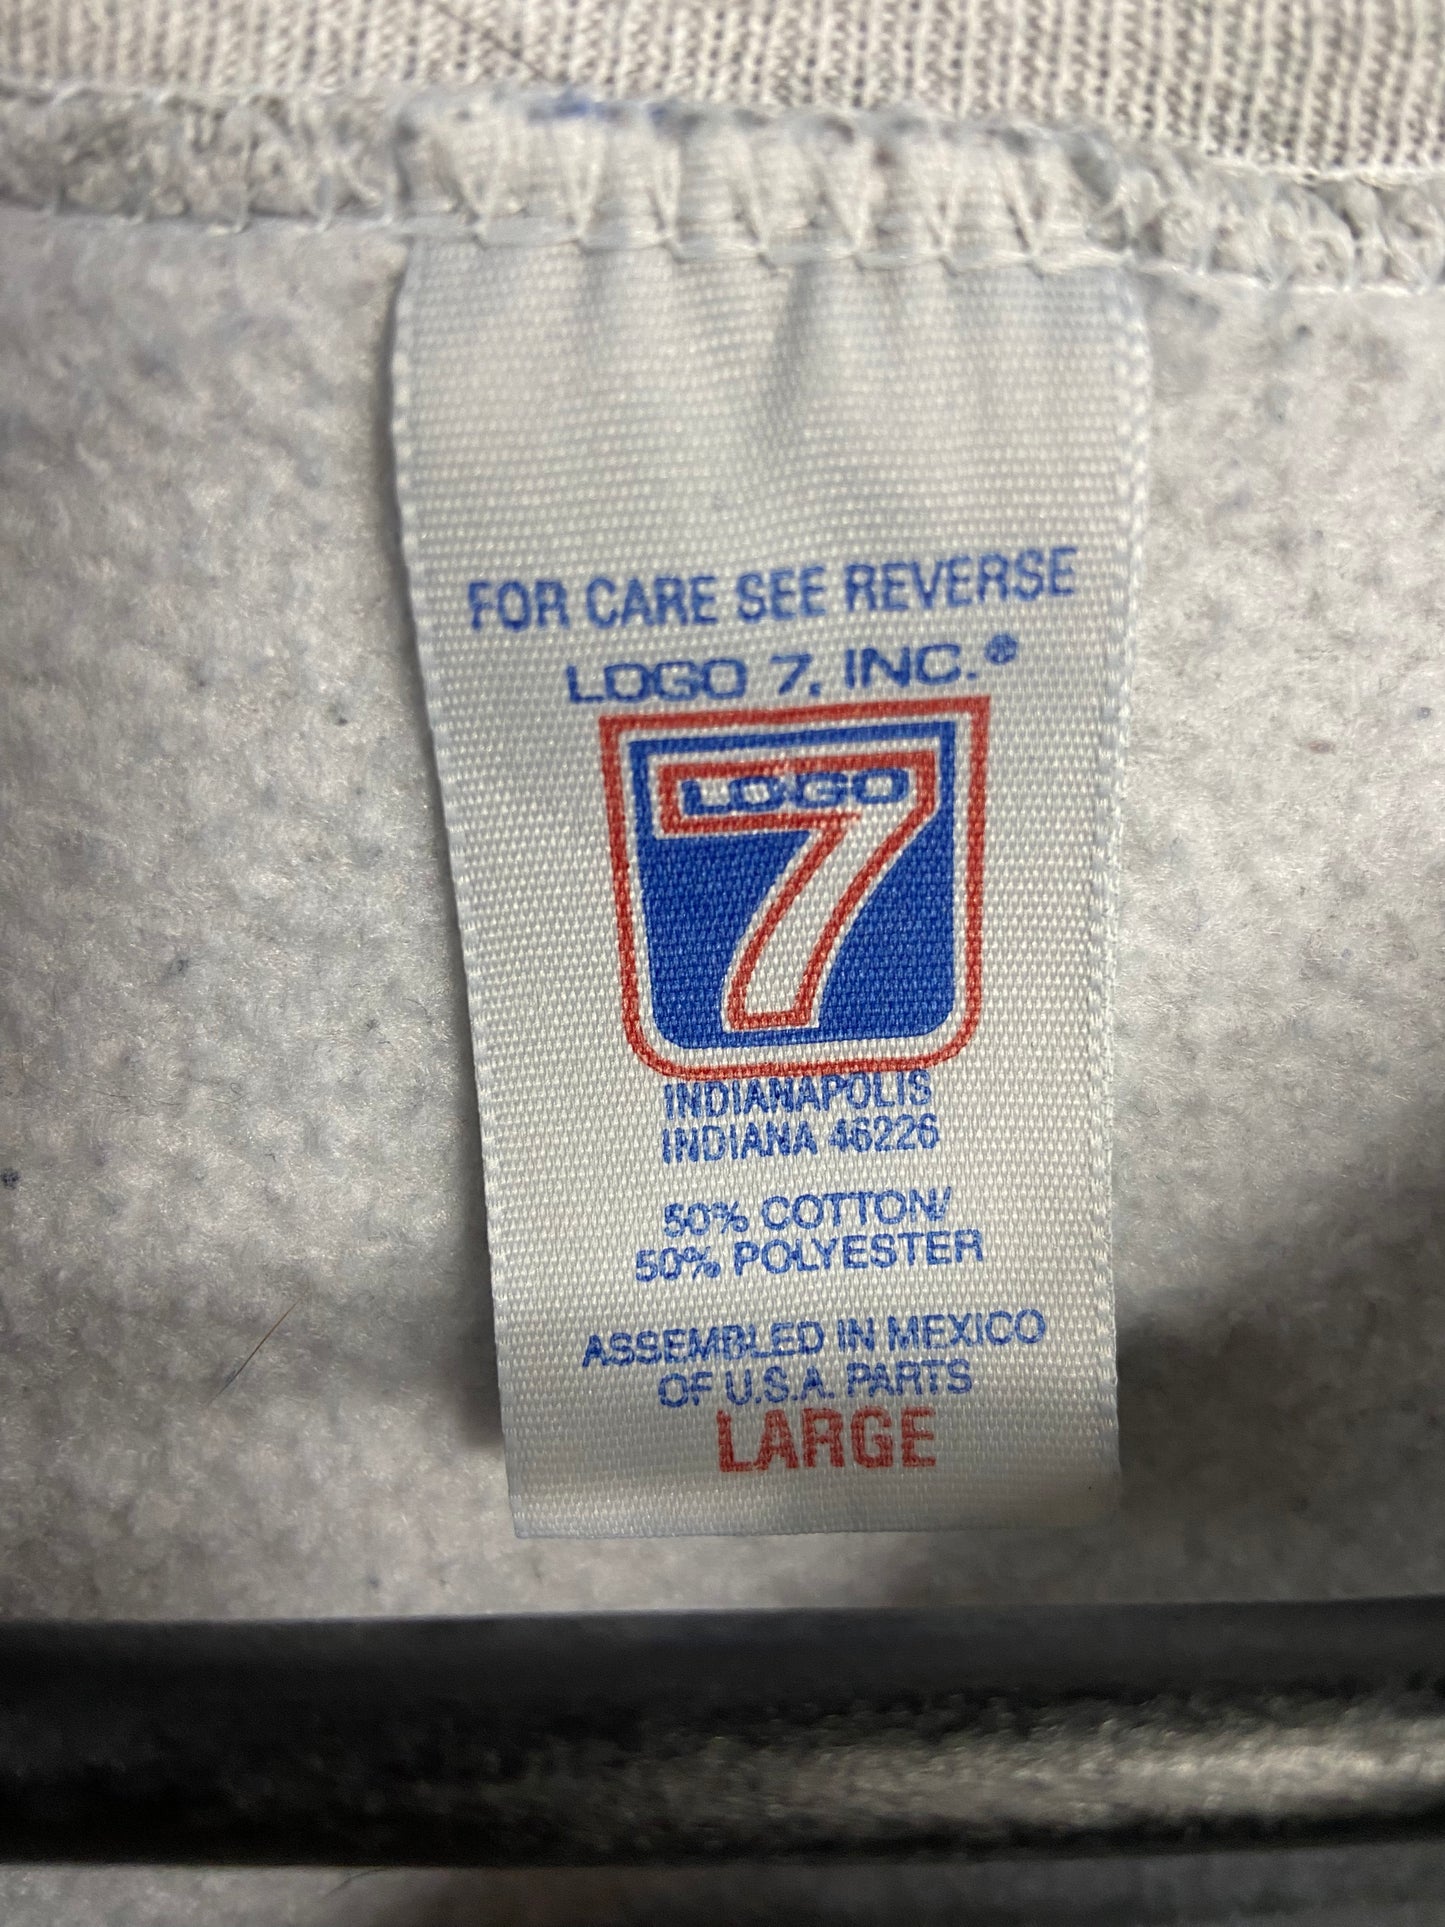 FOR CARE SEE REVERSE
LOGO 7, INC.®
LOGO
7
INDIANAPOLIS
INDIANA 46226
50% COTTON/
50% POLYESTER
ASSEMBLED IN MEXICO
OF U.S.A. PARTS
LARGE